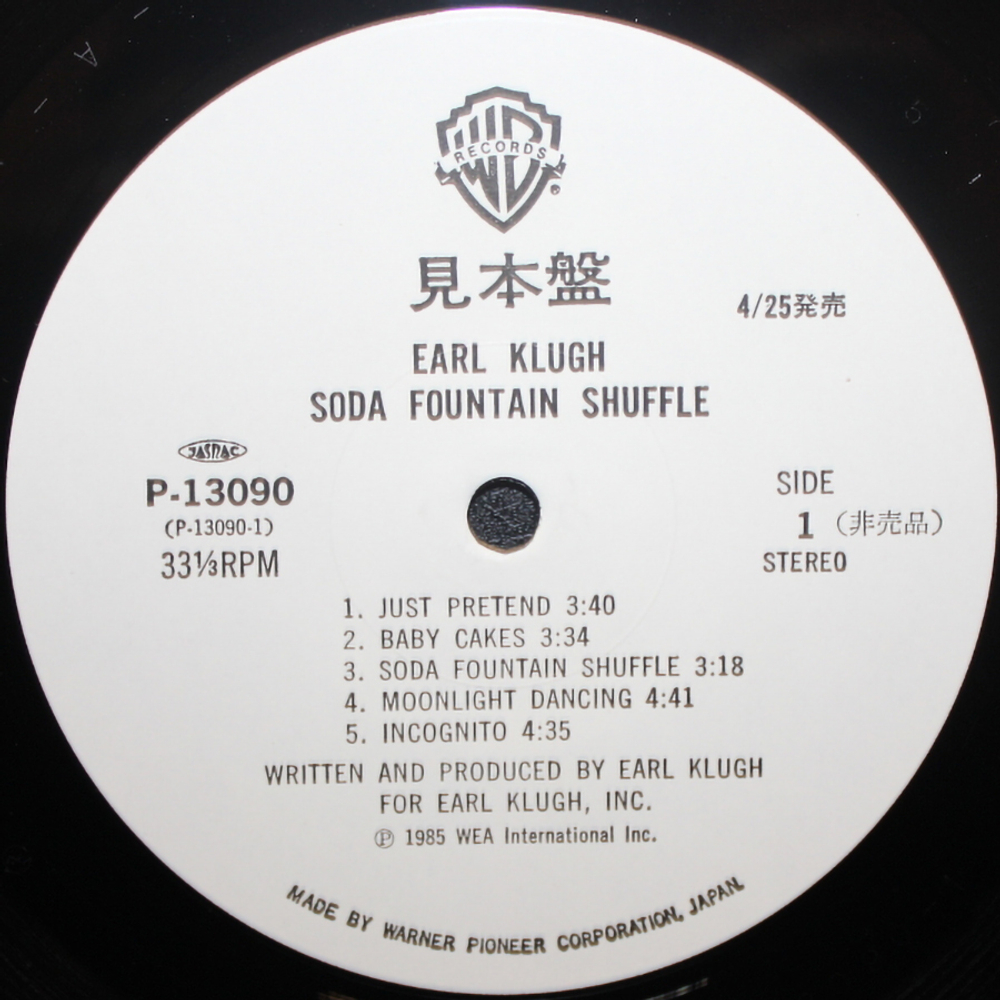 WB
RECORDS
®
見本盤
4/25発売
EARL KLUGH
SODA FOUNTAIN SHUFFLE
JASRAC
P-13090
(P-13090-1)
33⅓RPM
SIDE
1 (非売品)
STEREO
1. JUST PRETEND 3:40
2. BABY CAKES 3:34
3. SODA FOUNTAIN SHUFFLE 3:18
4. MOONLIGHT DANCING 4:41
5. INCOGNITO 4:35
WRITTEN AND PRODUCED BY EARL KLUGH
FOR EARL KLUGH, INC.
℗ 1985 WEA International Inc.
MADE BY WARNER PIONEER CORPORATION, JAPAN.